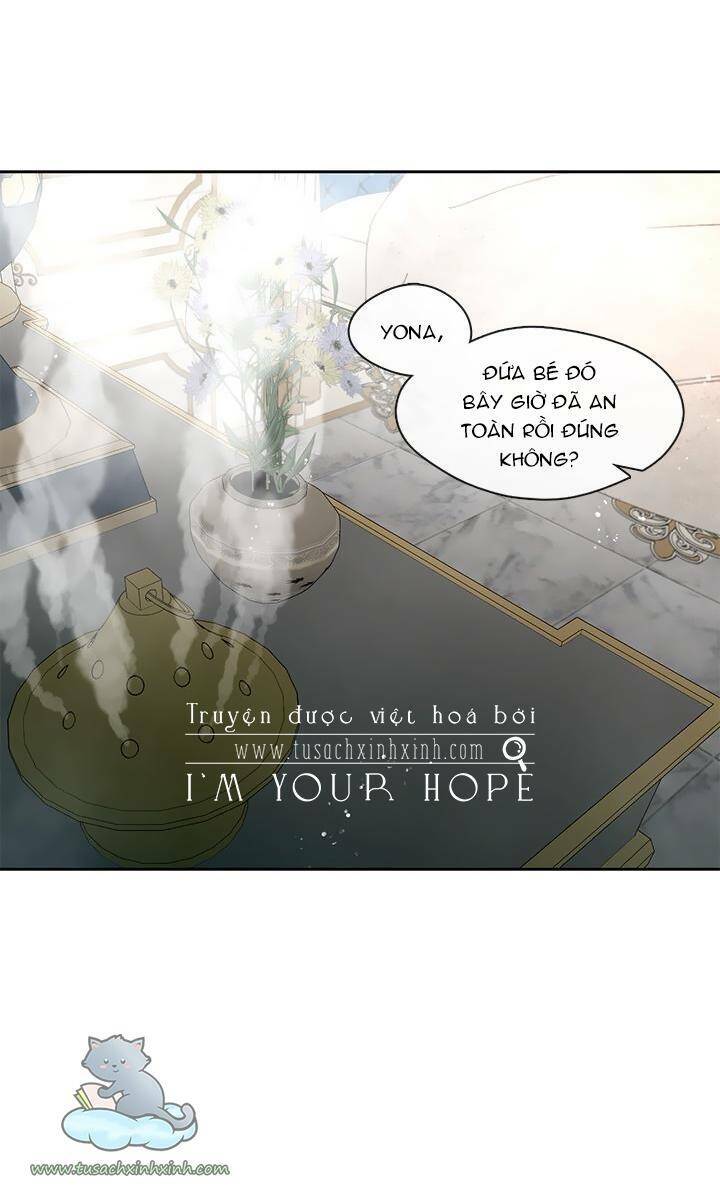 YONA,
ĐỨA BÉ ĐÓ
BÂY GIỜ ĐÃ AN
TOÀN RỒI ĐÚNG
KHÔNG?
Truyện được việt hoá bởi
www.tusachxinhxinh.com
I'M YOUR HOPE
www.tusachxinhxinh.com